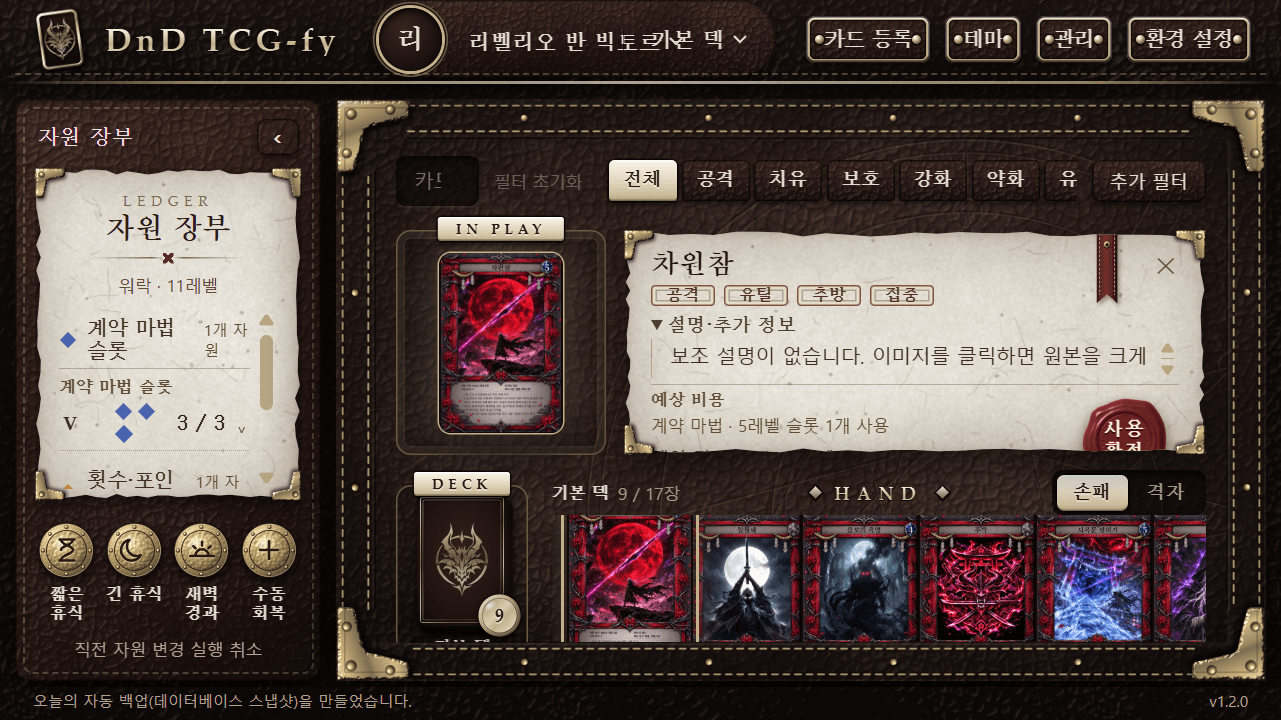 DnD TCG-fy
리
리벨리오 반 빅토르
기본 덱
카드 등록
테마
관리
환경 설정
자원 장부
LEDGER
자원 장부
워락 · 11레벨
계약 마법 슬롯
1개 자원
계약 마법 슬롯
V
3 / 3
횟수·포인
1개 자
짧은 휴식
긴 휴식
새벽 경과
수동 회복
직전 자원 변경 실행 취소
필터 초기화
전체
공격
치유
보호
강화
약화
유
추가 필터
IN PLAY
차원참
차원참
공격
유틸
추방
집중
설명·추가 정보
보조 설명이 없습니다. 이미지를 클릭하면 원본을 크게
예상 비용
계약 마법 · 5레벨 슬롯 1개 사용
사용
확정
DECK
9
기본 덱 9 / 17장
HAND
손패
격자
오늘의 자동 백업(데이터베이스 스냅샷)을 만들었습니다.
v1.2.0